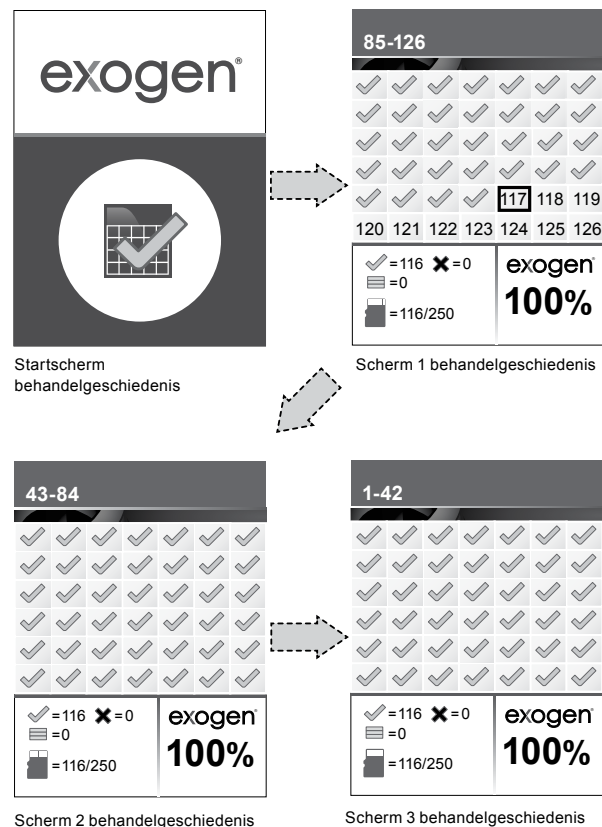 exogen®
Startscherm
behandelgeschiedenis
85-126
117 118 119
120 121 122 123 124 125 126
=116 =0
=0
=116/250
exogen®
100%
Scherm 1 behandelgeschiedenis
43-84
=116 =0
=0
=116/250
exogen®
100%
Scherm 2 behandelgeschiedenis
1-42
=116 =0
=0
=116/250
exogen®
100%
Scherm 3 behandelgeschiedenis